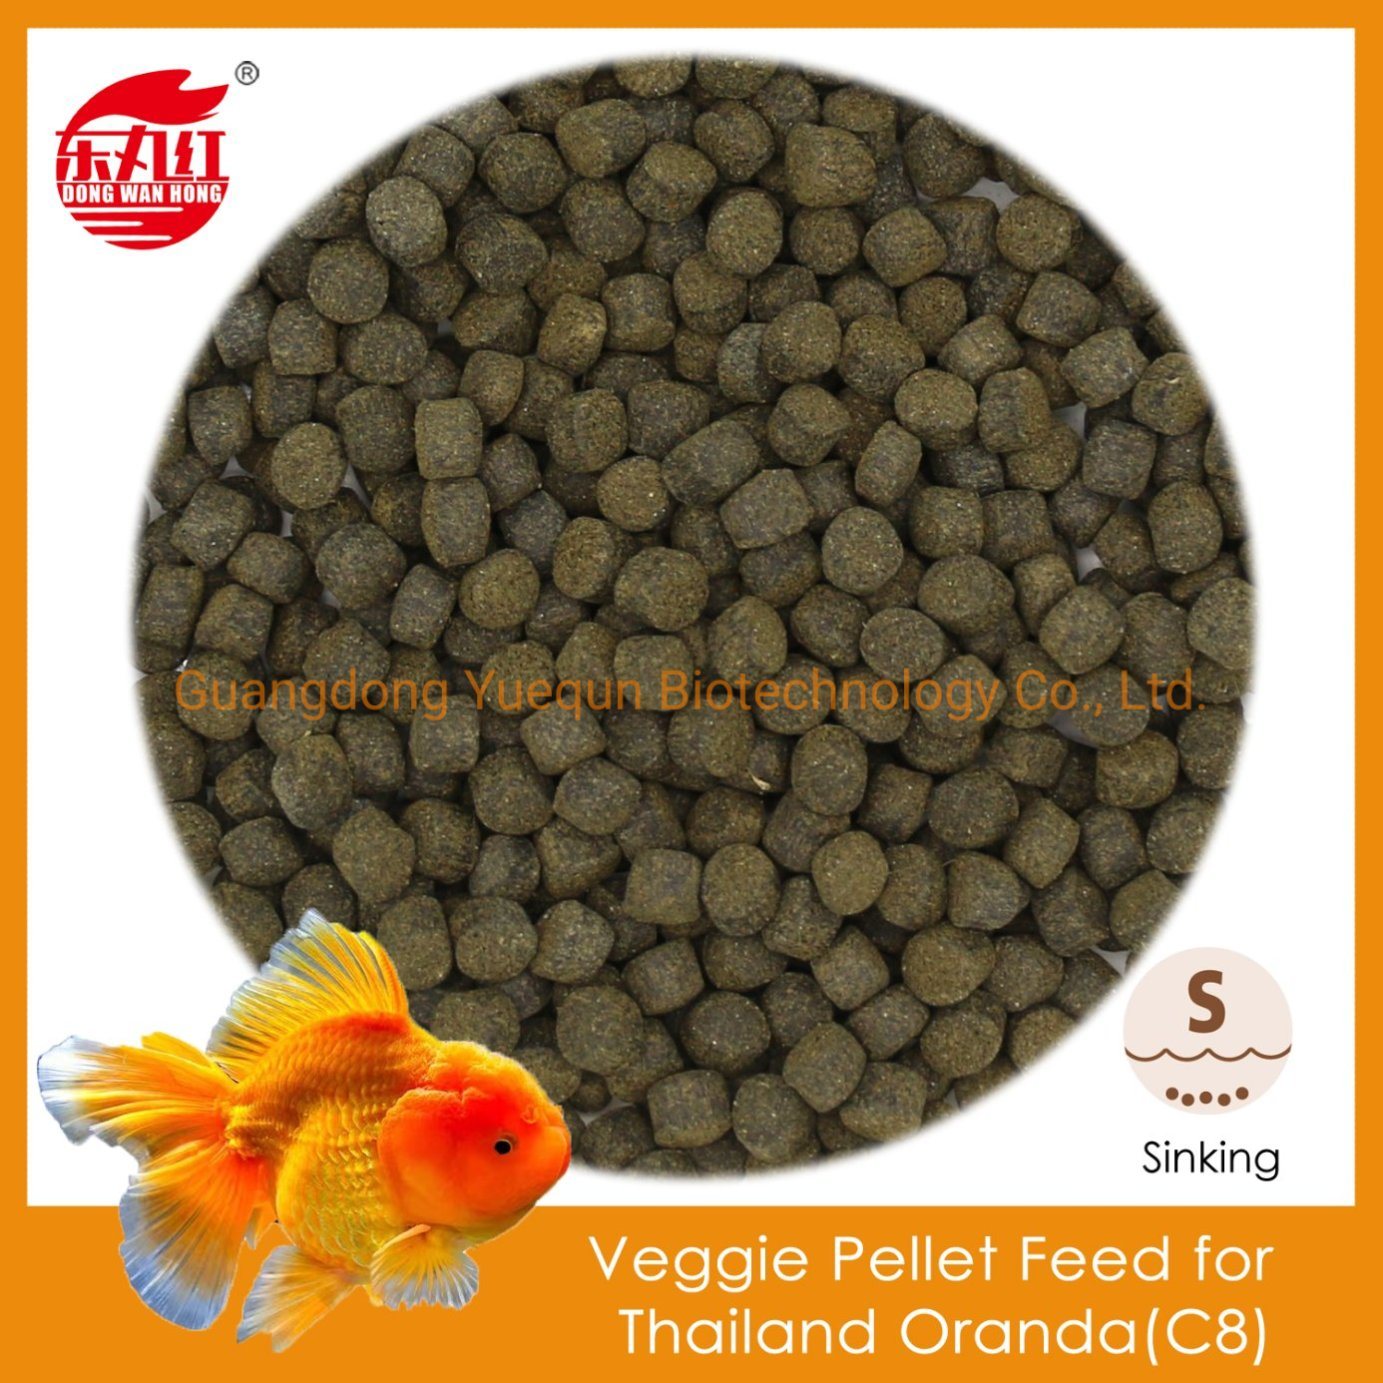 ®
东丸红
DONG WAN HONG
Guangdong Yuequn Biotechnology Co., Ltd.
S
Sinking
Veggie Pellet Feed for
Thailand Oranda(C8)